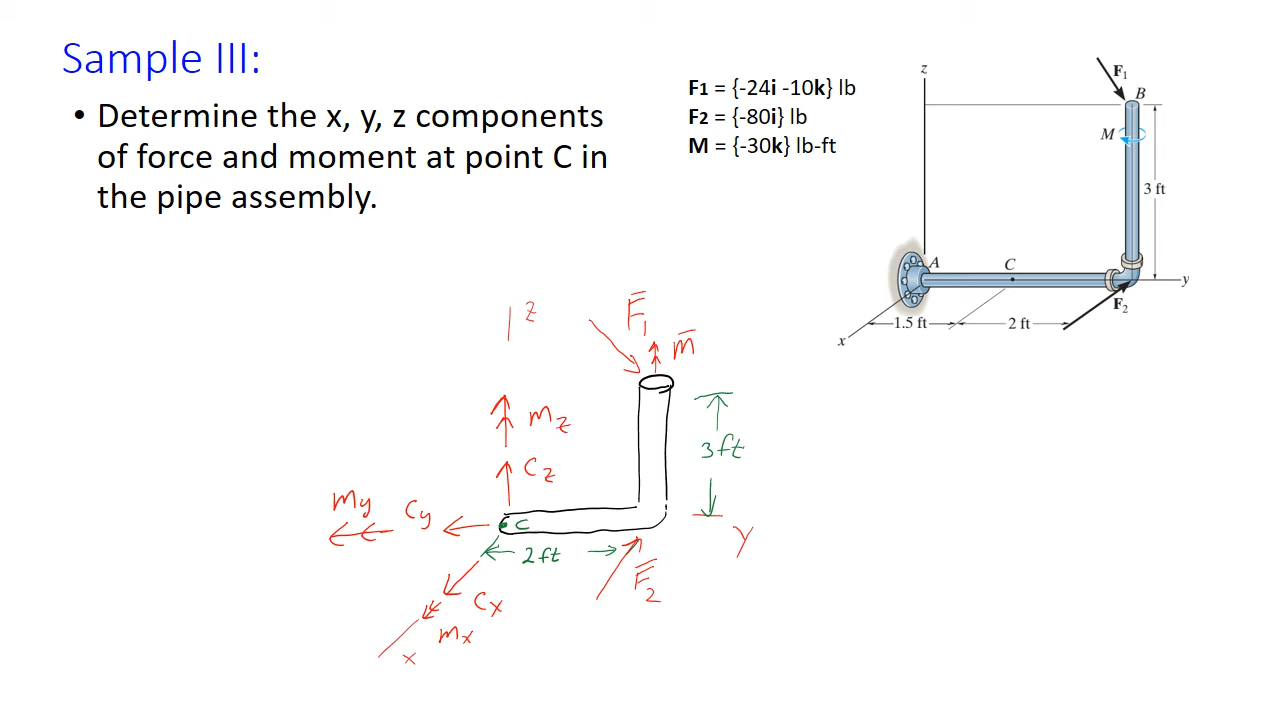 Sample III:
• Determine the x, y, z components
of force and moment at point C in
the pipe assembly.
F1 = {-24i -10k} lb
F2 = {-80i} lb
M = {-30k} lb-ft
z
F₁
B
M
3 ft
A
C
y
F₂
1.5 ft
2 ft
x
z
F̅₁
M̅
Mz
3ft
Cz
My
Cy
C
y
2ft
F̅₂
Cx
Mx
x